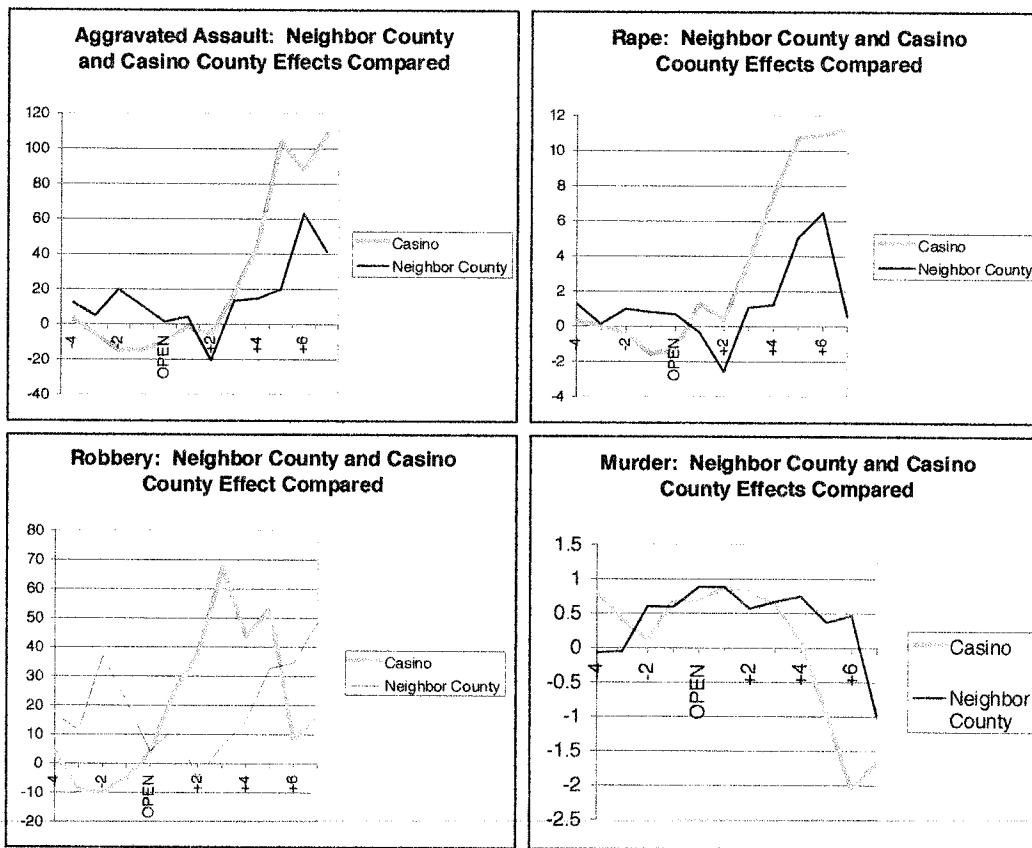 Aggravated Assault: Neighbor County
and Casino County Effects Compared
120
100
80
60
40
20
0
-20
-40
-4
-2
OPEN
+2
+4
+6
Casino
Neighbor County
Rape: Neighbor County and Casino
Coounty Effects Compared
12
10
8
6
4
2
0
-2
-4
-4
-2
OPEN
+2
+4
+6
Casino
Neighbor County
Robbery: Neighbor County and Casino
County Effect Compared
80
70
60
50
40
30
20
10
0
-10
-20
-4
-2
OPEN
+2
+4
+6
Casino
Neighbor County
Murder: Neighbor County and Casino
County Effects Compared
1.5
1
0.5
0
-0.5
-1
-1.5
-2
-2.5
-4
-2
OPEN
+2
+4
+6
Casino
Neighbor
County